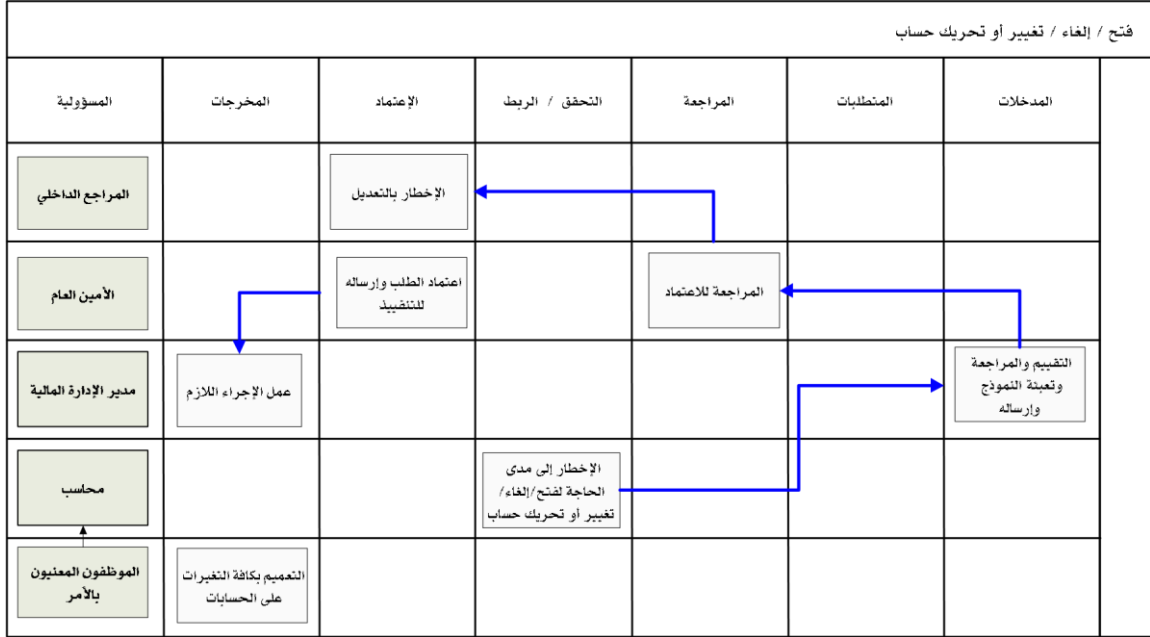 فتح / إلغاء / تغيير أو تحريك حساب
المدخلات
المتطلبات
المراجعة
التحقق / الربط
الإعتماد
المخرجات
المسؤولية
الإخطار بالتعديل
المراجع الداخلي
المراجعة للاعتماد
اعتماد الطلب وإرساله
للتنفييذ
الأمين العام
التقييم والمراجعة
وتعبئة النموذج
وإرساله
عمل الإجراء اللازم
مدير الإدارة المالية
الإخطار إلى مدى
الحاجة لفتح/إلغاء/
تغيير أو تحريك حساب
محاسب
التعميم بكافة التغيرات
على الحسابات
الموظفون المعنيون
بالأمر